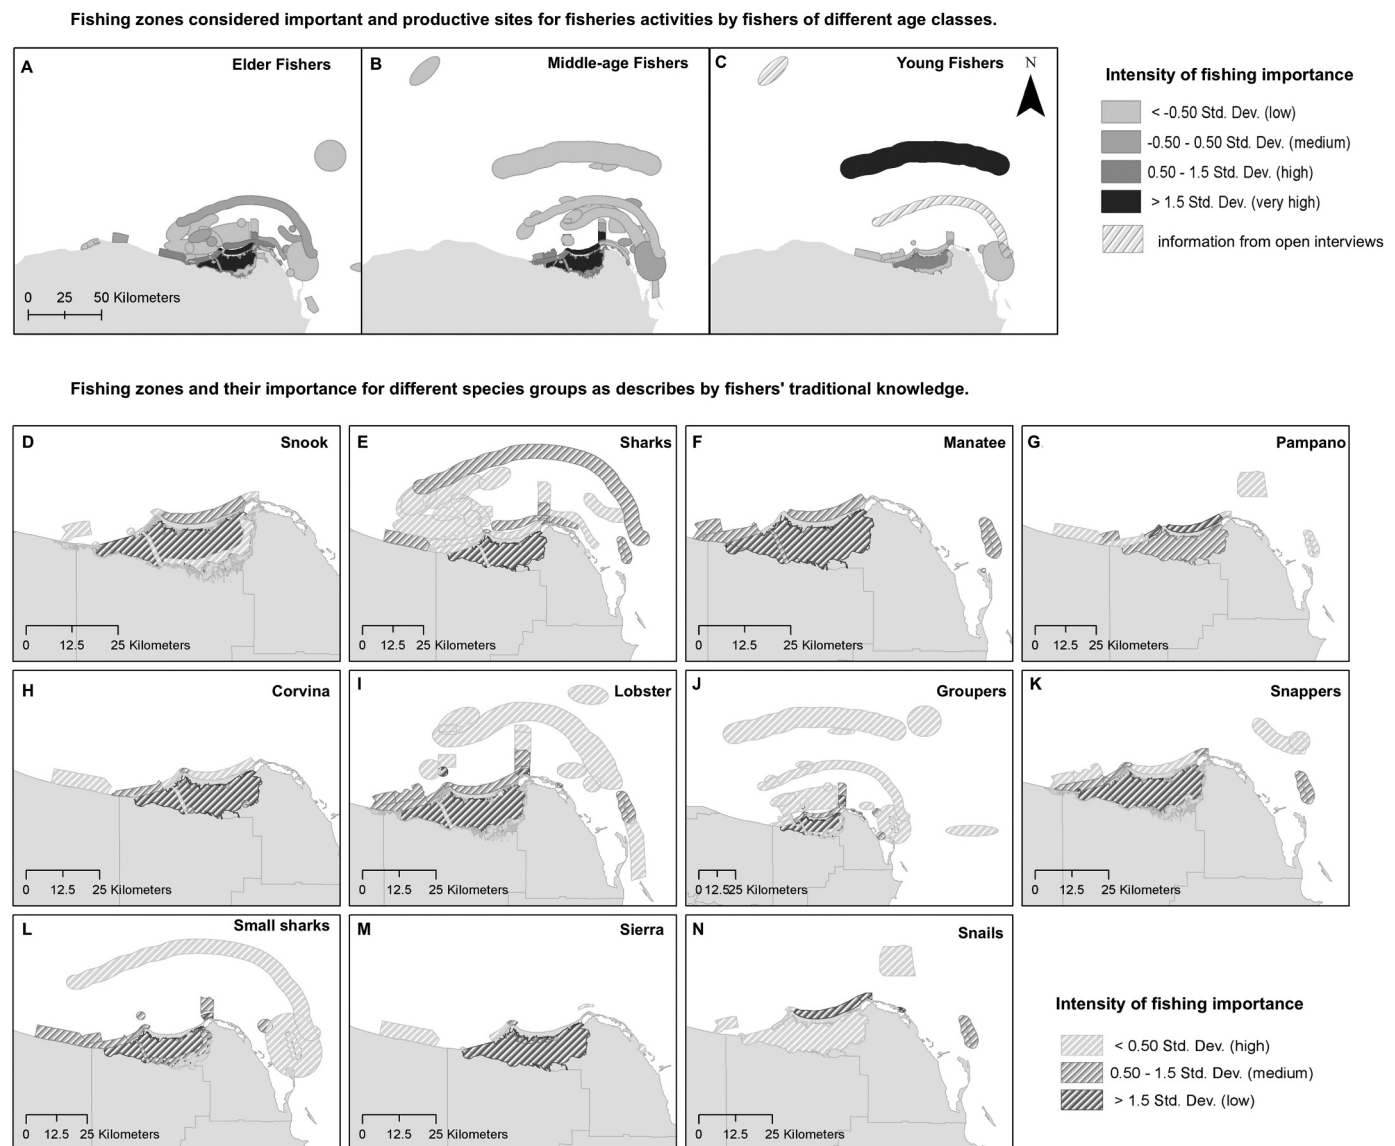 Fishing zones considered important and productive sites for fisheries activities by fishers of different age classes.
A
Elder Fishers
0 25 50 Kilometers
B
Middle-age Fishers
C
Young Fishers
N
Intensity of fishing importance
< -0.50 Std. Dev. (low)
-0.50 - 0.50 Std. Dev. (medium)
0.50 - 1.5 Std. Dev. (high)
> 1.5 Std. Dev. (very high)
information from open interviews
Fishing zones and their importance for different species groups as describes by fishers' traditional knowledge.
D
Snook
0 12.5 25 Kilometers
E
Sharks
0 12.5 25 Kilometers
F
Manatee
0 12.5 25 Kilometers
G
Pampano
0 12.5 25 Kilometers
H
Corvina
0 12.5 25 Kilometers
I
Lobster
0 12.5 25 Kilometers
J
Groupers
0 12.5 25 Kilometers
K
Snappers
0 12.5 25 Kilometers
L
Small sharks
0 12.5 25 Kilometers
M
Sierra
0 12.5 25 Kilometers
N
Snails
0 12.5 25 Kilometers
Intensity of fishing importance
< 0.50 Std. Dev. (high)
0.50 - 1.5 Std. Dev. (medium)
> 1.5 Std. Dev. (low)